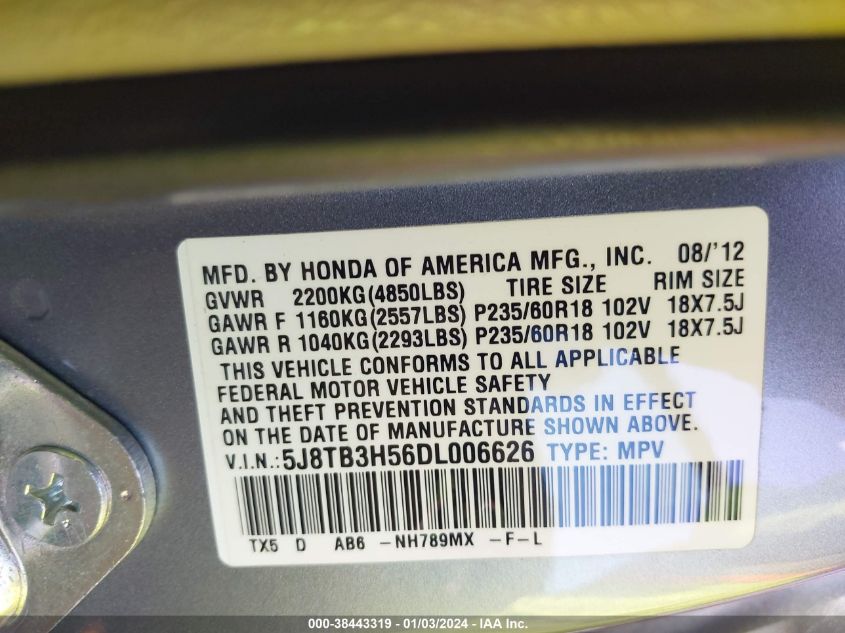 MFD. BY HONDA OF AMERICA MFG., INC. 08/'12
GVWR 2200KG(4850LBS) TIRE SIZE RIM SIZE
GAWR F 1160KG(2557LBS) P235/60R18 102V 18X7.5J
GAWR R 1040KG(2293LBS) P235/60R18 102V 18X7.5J
THIS VEHICLE CONFORMS TO ALL APPLICABLE
FEDERAL MOTOR VEHICLE SAFETY
AND THEFT PREVENTION STANDARDS IN EFFECT
ON THE DATE OF MANUFACTURE SHOWN ABOVE.
V.I.N.:5J8TB3H56DL006626 TYPE: MPV
TX5 D AB6 -NH789MX -F-L
000-38443319 - 01/03/2024 - IAA Inc.